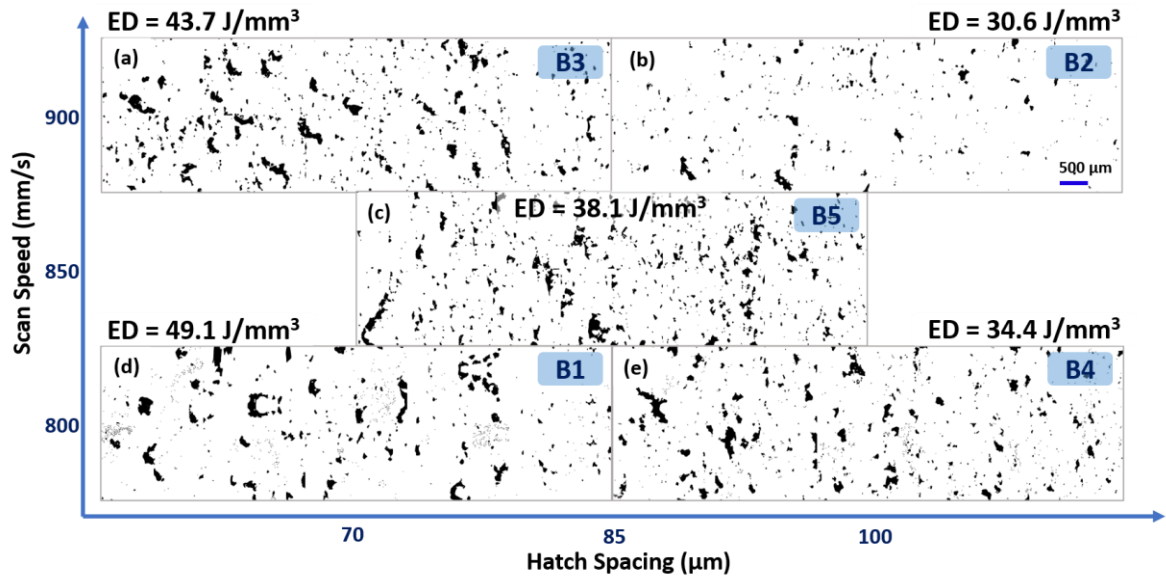 ED = 43.7 J/mm³
ED = 30.6 J/mm³
(a)
B3
(b)
B2
900
500 µm
(c)
ED = 38.1 J/mm³
B5
850
Scan Speed (mm/s)
ED = 49.1 J/mm³
ED = 34.4 J/mm³
(d)
B1
(e)
B4
800
70
85
100
Hatch Spacing (µm)